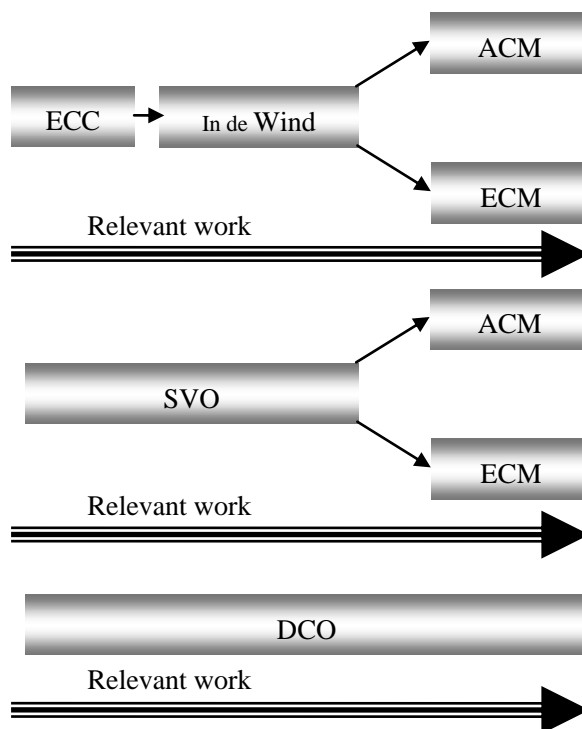 ACM
ECC
In de Wind
ECM
Relevant work
ACM
SVO
ECM
Relevant work
DCO
Relevant work